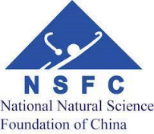 NSFC
National Natural Science
Foundation of China